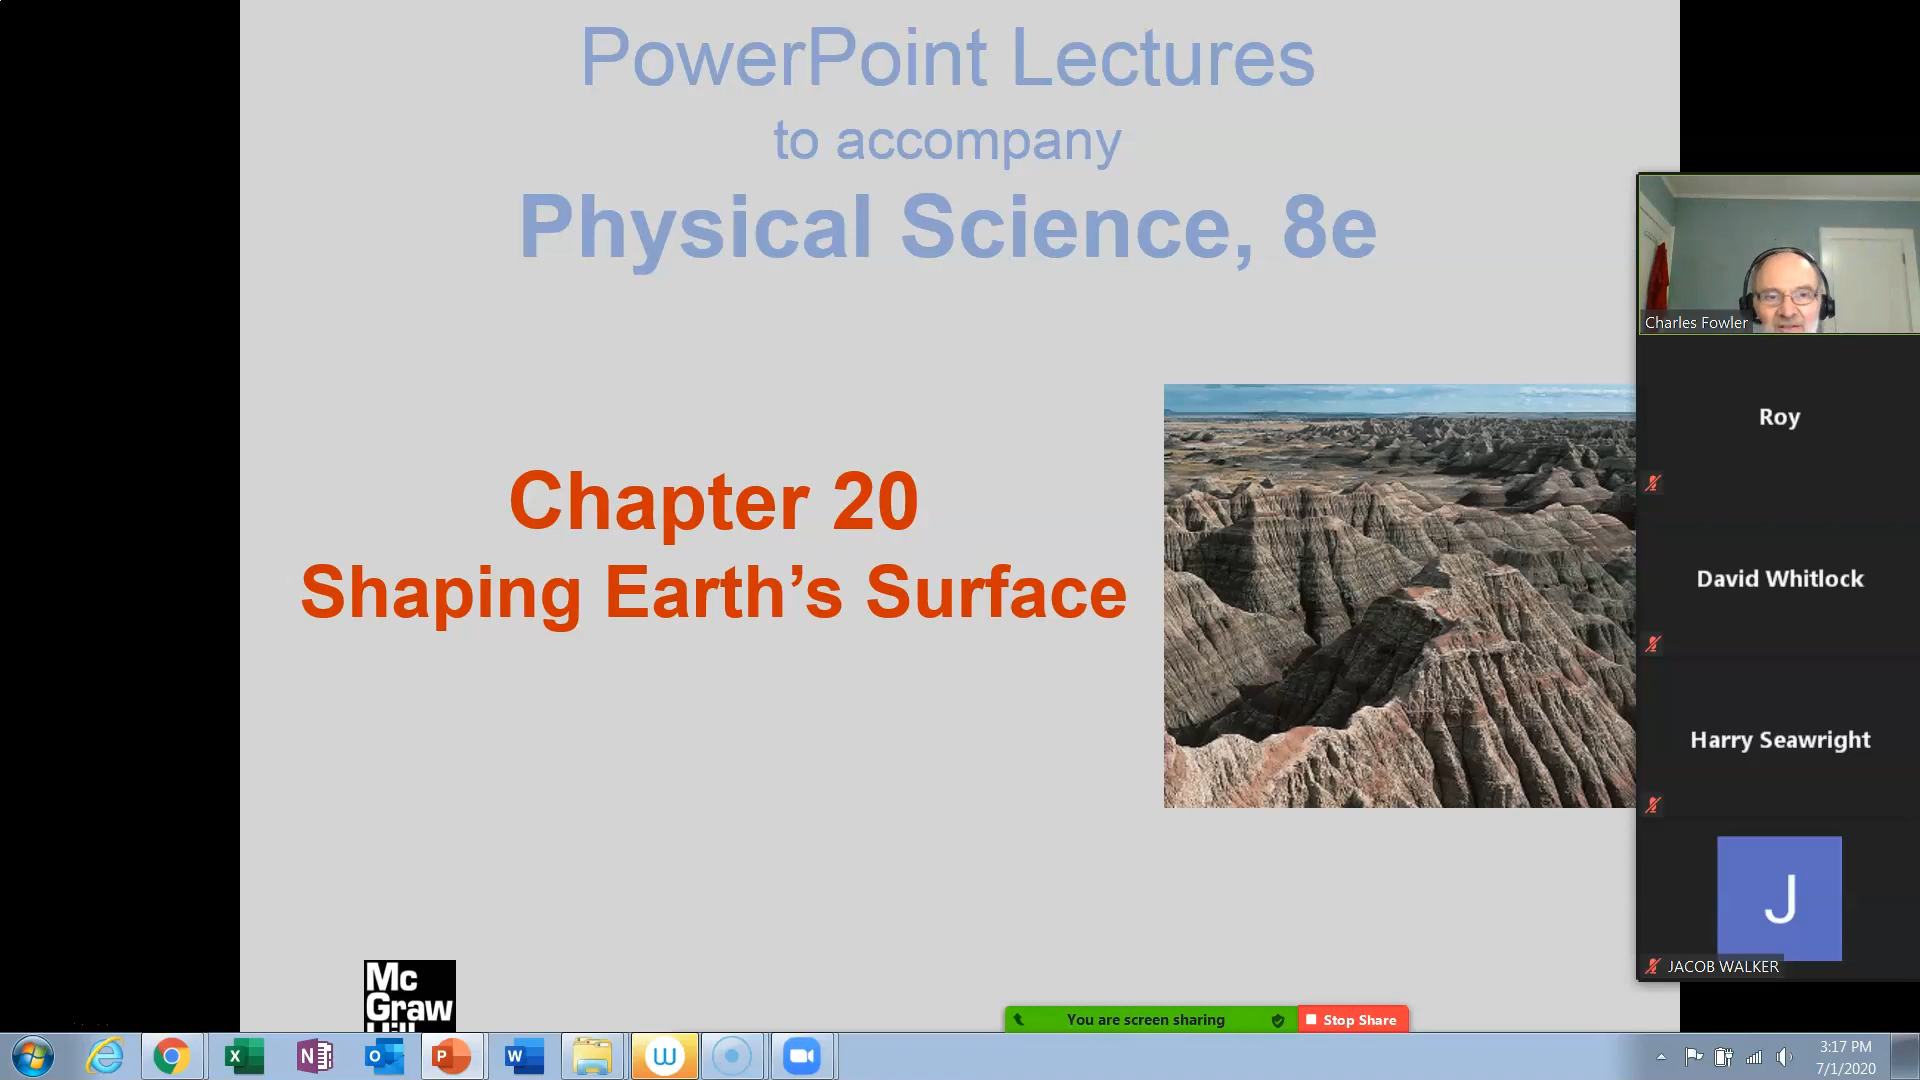 PowerPoint Lectures
to accompany
Physical Science, 8e
Chapter 20
Shaping Earth’s Surface
Mc
Graw
Hill
Charles Fowler
Roy
David Whitlock
Harry Seawright
J
JACOB WALKER
You are screen sharing
Stop Share
3:17 PM
7/1/2020